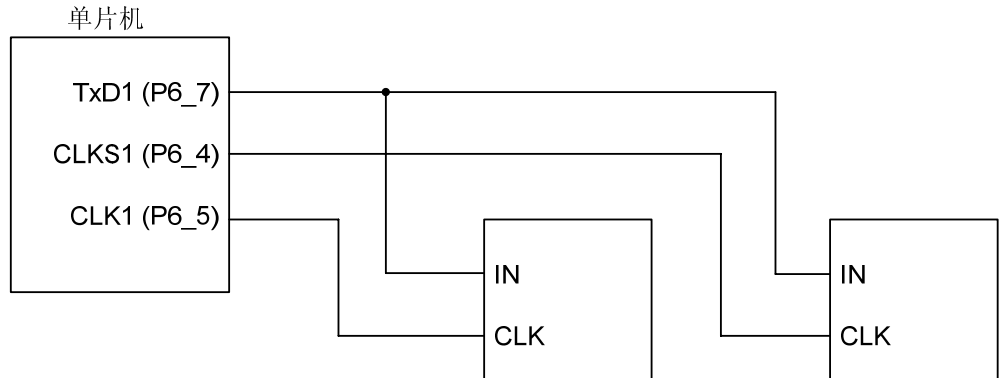 单片机
TxD1 (P6_7)
CLKS1 (P6_4)
CLK1 (P6_5)
IN
CLK
IN
CLK